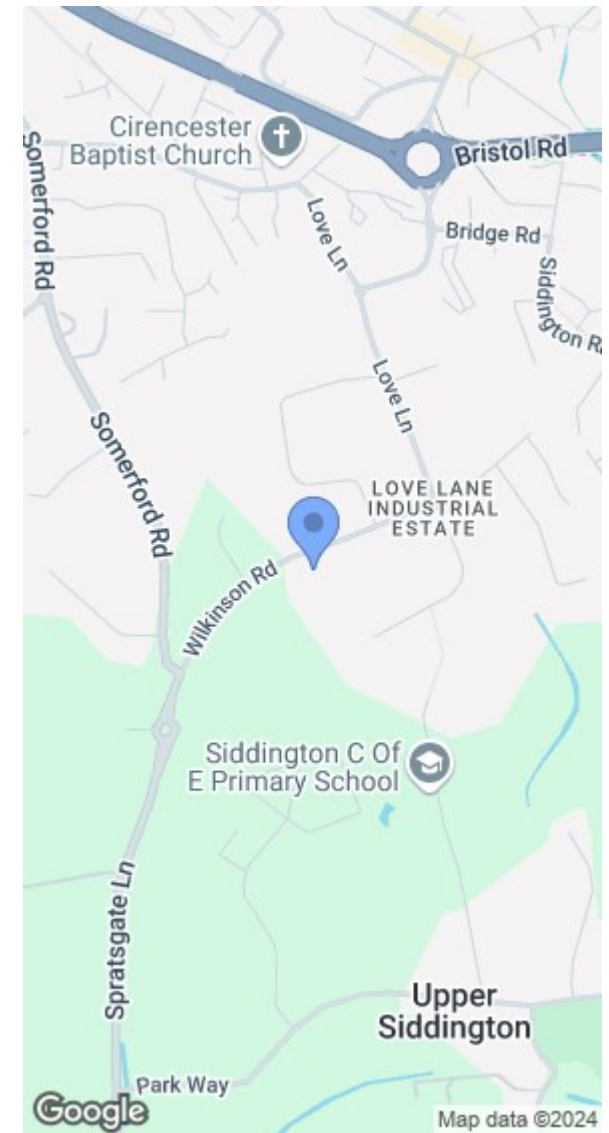 Cirencester
Baptist Church
Bristol Rd
Somerford Rd
Love Ln
Bridge Rd
Siddington R
Love Ln
Somerford Rd
LOVE LANE
INDUSTRIAL
ESTATE
Wilkinson Rd
Siddington C Of
E Primary School
Spratsgate Ln
Upper
Siddington
Park Way
Google
Map data ©2024